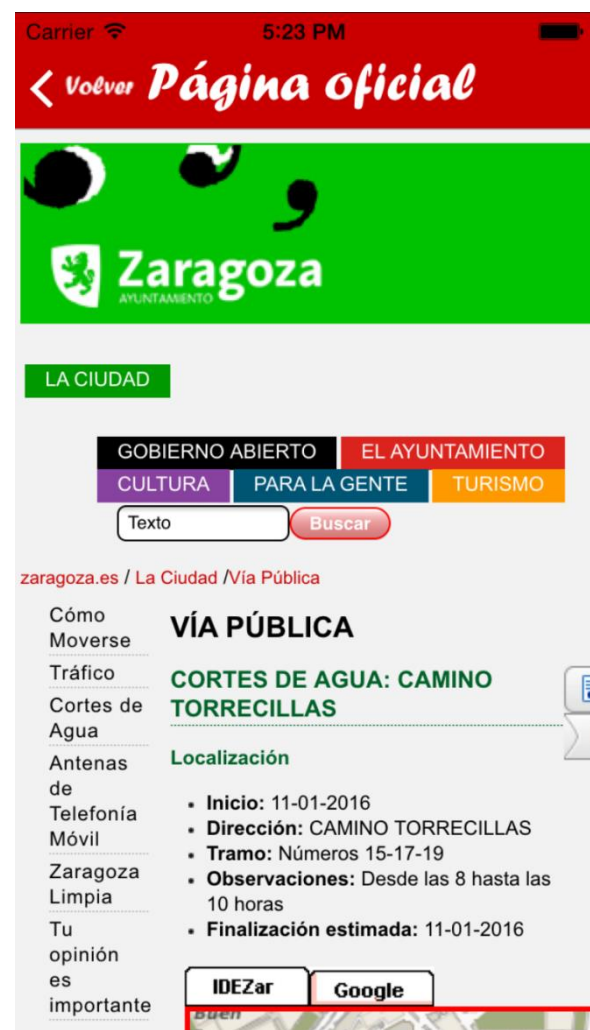 Carrier 5:23 PM
Volver Página oficial
Zaragoza
AYUNTAMIENTO
LA CIUDAD
GOBIERNO ABIERTO EL AYUNTAMIENTO
CULTURA PARA LA GENTE TURISMO
Texto Buscar
zaragoza.es / La Ciudad /Vía Pública
Cómo
Moverse
Tráfico
Cortes de
Agua
Antenas
de
Telefonía
Móvil
Zaragoza
Limpia
Tu
opinión
es
importante
VÍA PÚBLICA
CORTES DE AGUA: CAMINO
TORRECILLAS
Localización
• Inicio: 11-01-2016
• Dirección: CAMINO TORRECILLAS
• Tramo: Números 15-17-19
• Observaciones: Desde las 8 hasta las
10 horas
• Finalización estimada: 11-01-2016
IDEZar Google
Buen